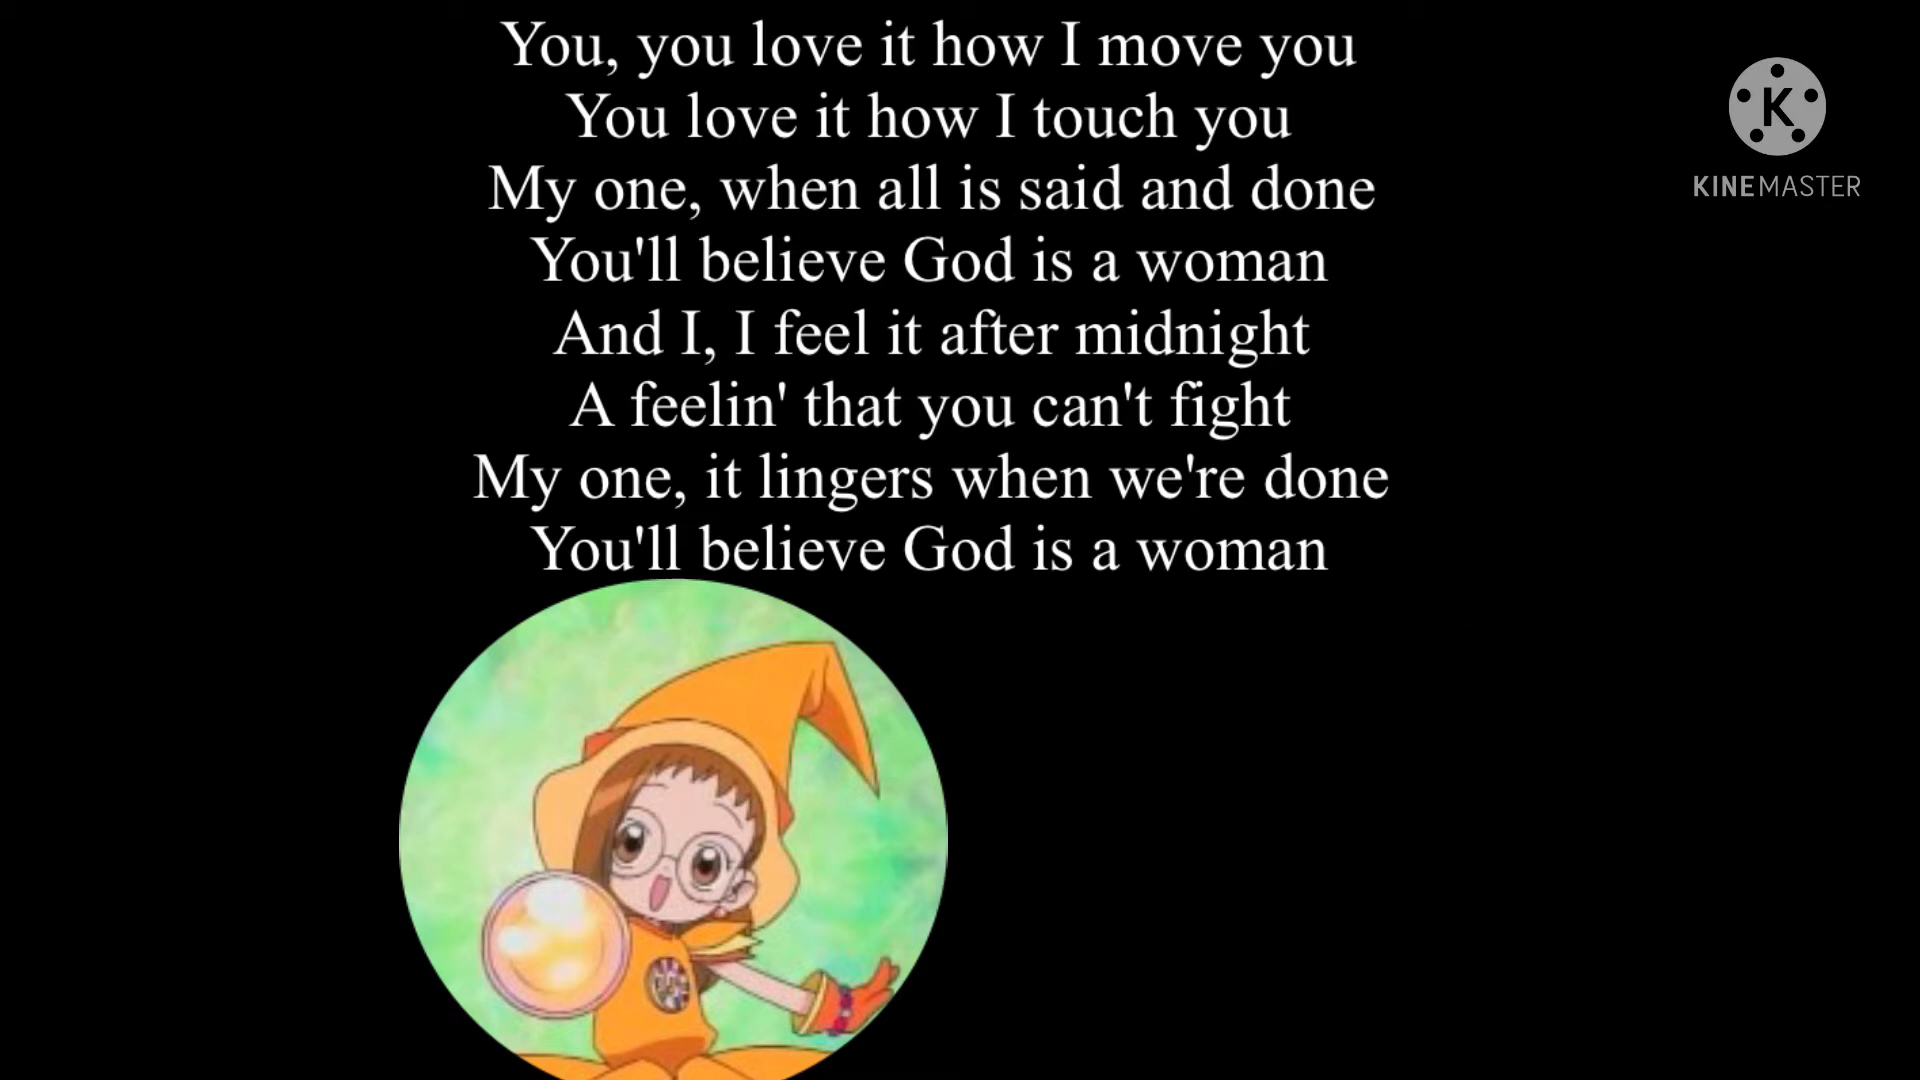 You, you love it how I move you
You love it how I touch you
My one, when all is said and done
You'll believe God is a woman
And I, I feel it after midnight
A feelin' that you can't fight
My one, it lingers when we're done
You'll believe God is a woman
K
KINEMASTER